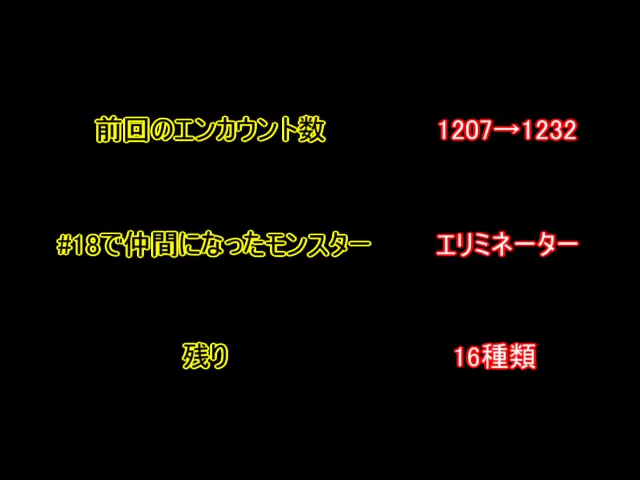 前回のエンカウント数 1207→1232
#18で仲間になったモンスター エリミネーター
残り 16種類